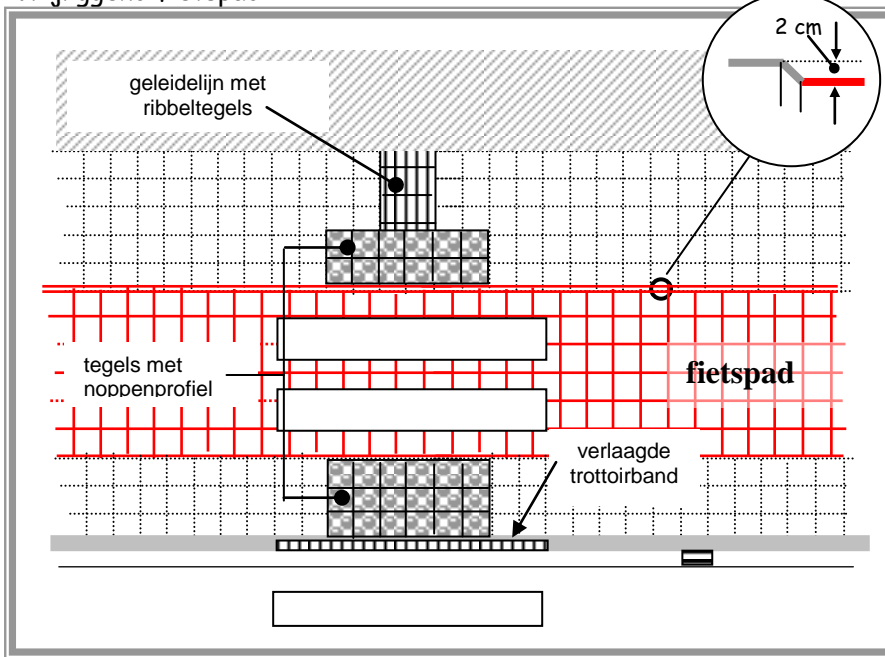 2 cm
geleidelijn met
ribbeltegels
tegels met
noppenprofiel
fietspad
verlaagde
trottoirband